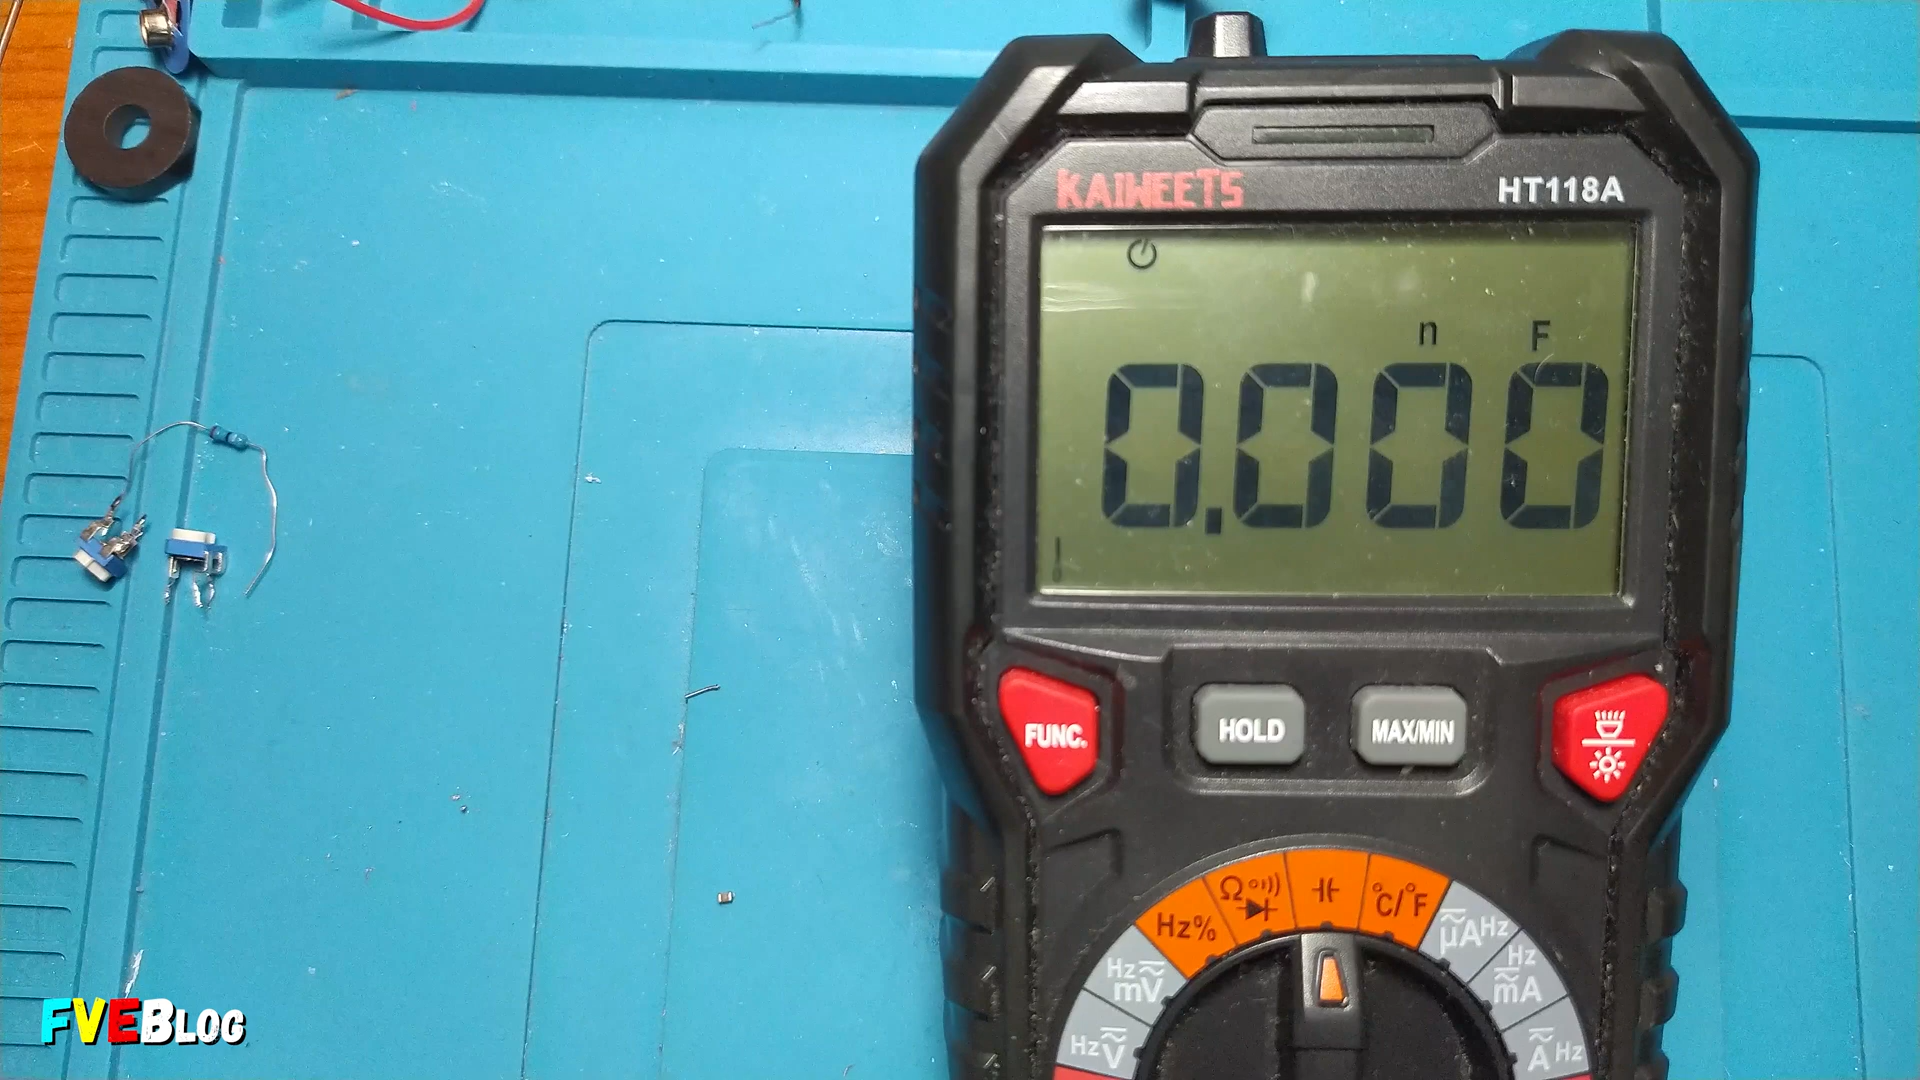 KAIWEETS
HT118A
n F
0.000
FUNC.
HOLD
MAX/MIN
Hz%
Ω
°C/°F
Hz mV
μA Hz
Hz mA
Hz V
A Hz
FVEBLOG